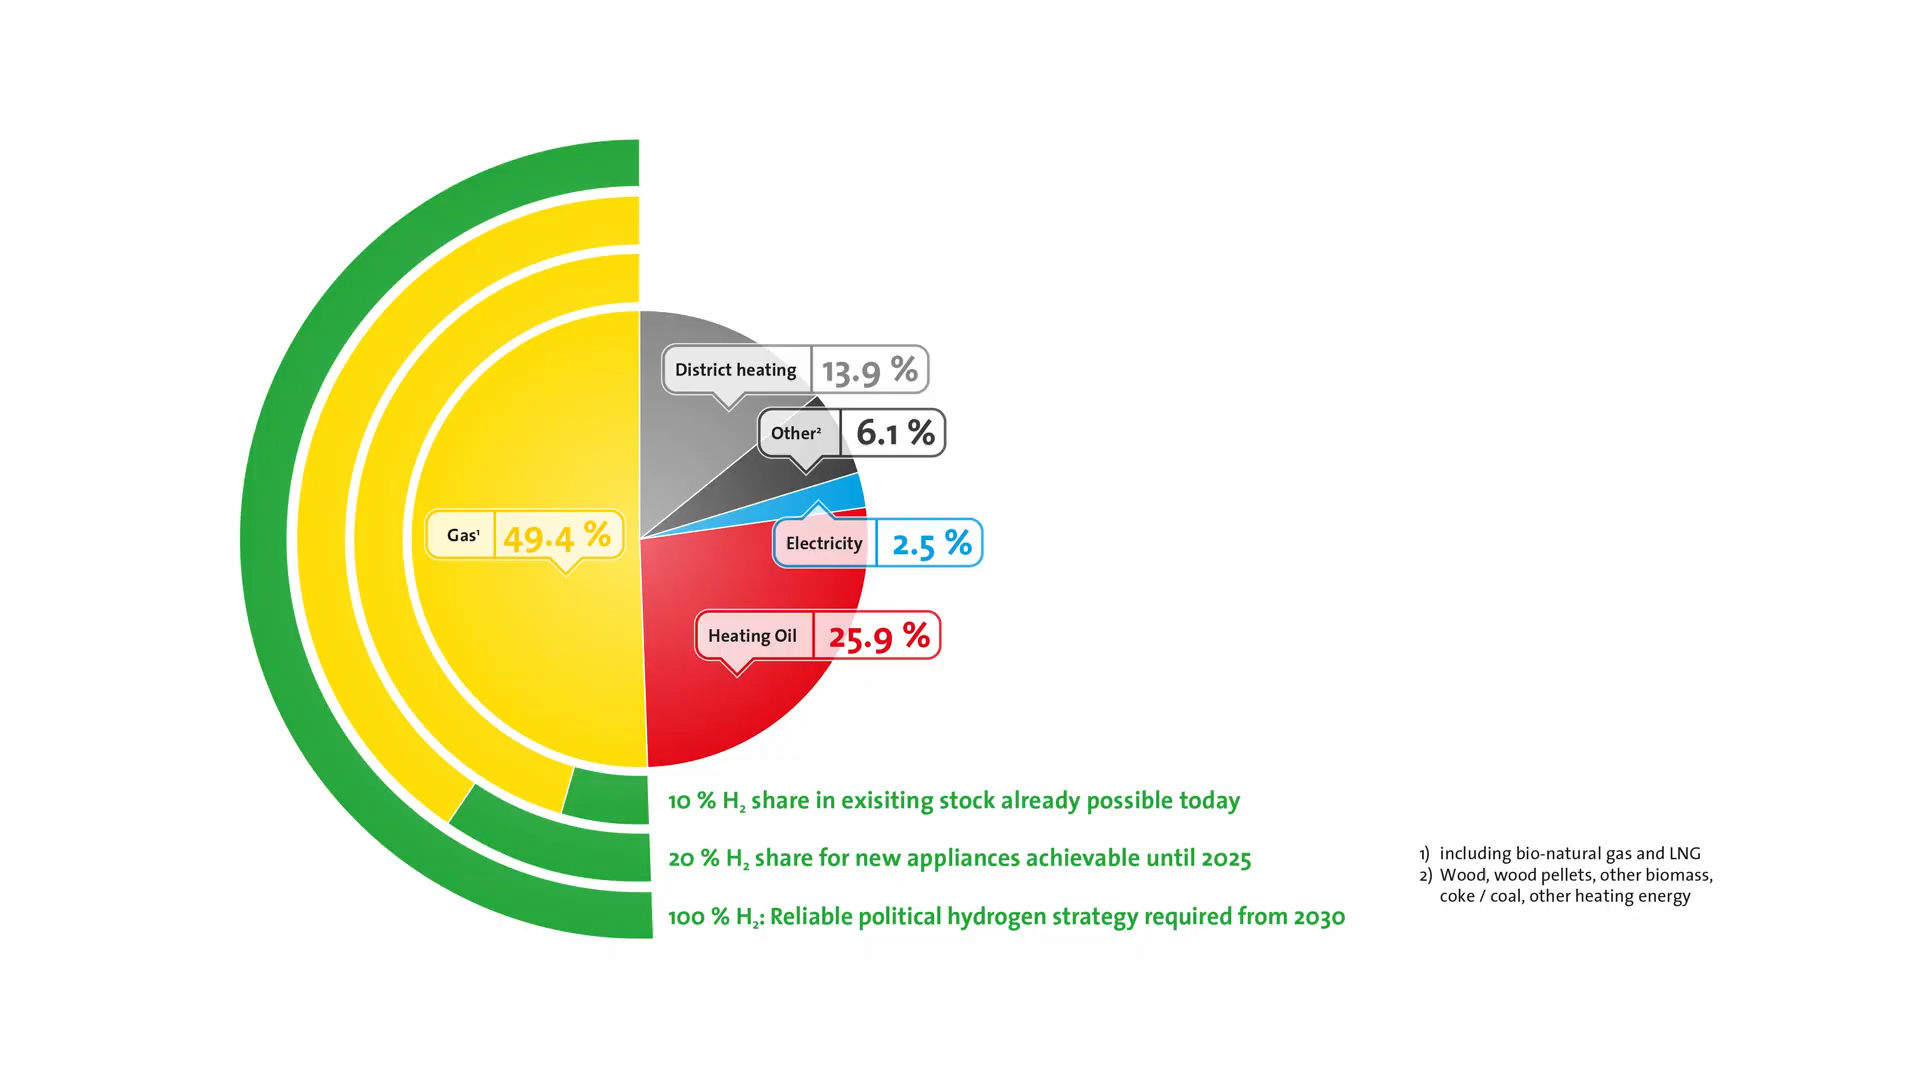 District heating 13.9 %
Other² 6.1 %
Gas¹ 49.4 %
Electricity 2.5 %
Heating Oil 25.9 %
10 % H₂ share in exisiting stock already possible today
20 % H₂ share for new appliances achievable until 2025
100 % H₂: Reliable political hydrogen strategy required from 2030
1) including bio-natural gas and LNG
2) Wood, wood pellets, other biomass,
coke / coal, other heating energy